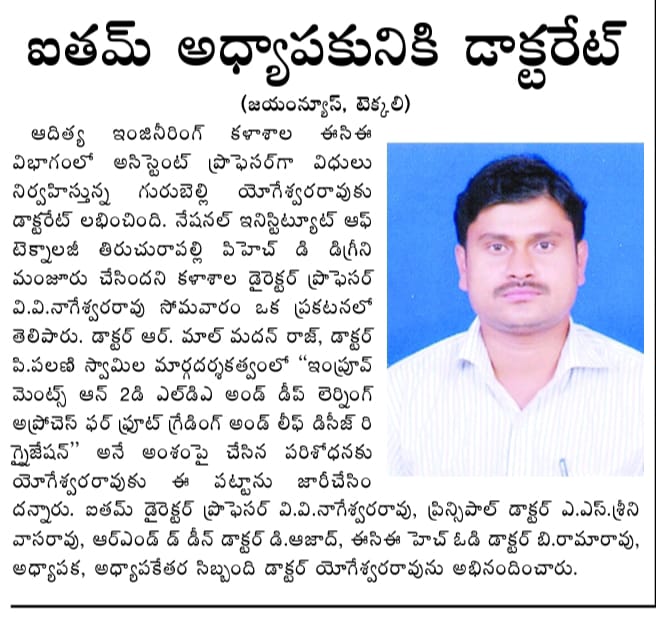 ఐతమ్ అధ్యాపకునికి డాక్టరేట్
(జయంన్యూస్, టెక్కలి)
ఆదిత్య ఇంజినీరింగ్ కళాశాల ఈసిఈ
విభాగంలో అసిస్టెంట్ ప్రొఫెసర్‌గా విధులు
నిర్వహిస్తున్న గురుబెల్లి యోగేశ్వరరావుకు
డాక్టరేట్ లభించింది. నేషనల్ ఇనిస్టిట్యూట్ ఆఫ్
టెక్నాలజీ తిరుచురాపల్లి పిహెచ్ డి డిగ్రీని
మంజూరు చేసిందని కళాశాల డైరెక్టర్ ప్రొఫెసర్
వి.వి.నాగేశ్వరరావు సోమవారం ఒక ప్రకటనలో
తెలిపారు. డాక్టర్ ఆర్. మాల్ మదన్ రాజ్, డాక్టర్
పి.పలణి స్వామిల మార్గదర్శకత్వంలో “ఇంప్రూవ్
మెంట్స్ ఆన్ 2డి ఎల్‌డిఎ అండ్ డీప్ లెర్నింగ్
అప్రోచెస్ ఫర్ ఫ్రూట్ గ్రేడింగ్ అండ్ లీఫ్ డిసీజ్ రి
గ్నైజేషన్” అనే అంశంపై చేసిన పరిశోధనకు
యోగేశ్వరరావుకు ఈ పట్టాను జారీచేసిం
దన్నారు. ఐతమ్ డైరెక్టర్ ప్రొఫెసర్ వి.వి.నాగేశ్వరరావు, ప్రిన్సిపాల్ డాక్టర్ ఎ.ఎస్.శ్రీని
వాసరావు, ఆర్ఎండ్ డ్ డీన్ డాక్టర్ డి.ఆజాద్, ఈసిఈ హెచ్ ఓడి డాక్టర్ బి.రామారావు,
అధ్యాపక, అధ్యాపకేతర సిబ్బంది డాక్టర్ యోగేశ్వరరావును అభినందించారు.